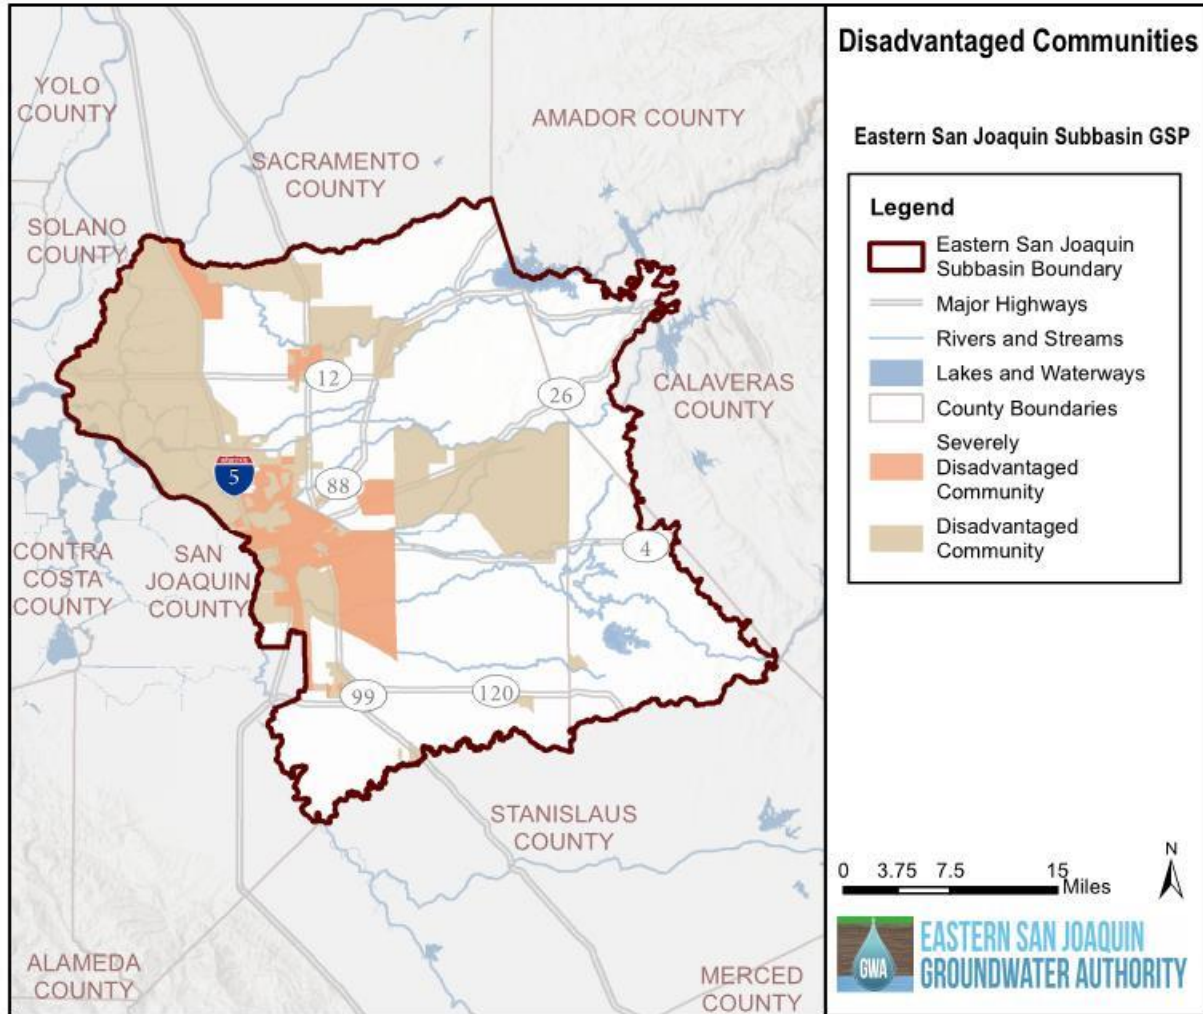 Disadvantaged Communities
Eastern San Joaquin Subbasin GSP
Legend
Eastern San Joaquin
Subbasin Boundary
Major Highways
Rivers and Streams
Lakes and Waterways
County Boundaries
Severely
Disadvantaged
Community
Disadvantaged
Community
YOLO
COUNTY
AMADOR COUNTY
SACRAMENTO
COUNTY
SOLANO
COUNTY
12
26
CALAVERAS
COUNTY
5
88
4
CONTRA
COSTA
COUNTY
SAN
JOAQUIN
COUNTY
99
120
STANISLAUS
COUNTY
ALAMEDA
COUNTY
MERCED
COUNTY
N
0 3.75 7.5 15
Miles
GWA
EASTERN SAN JOAQUIN
GROUNDWATER AUTHORITY